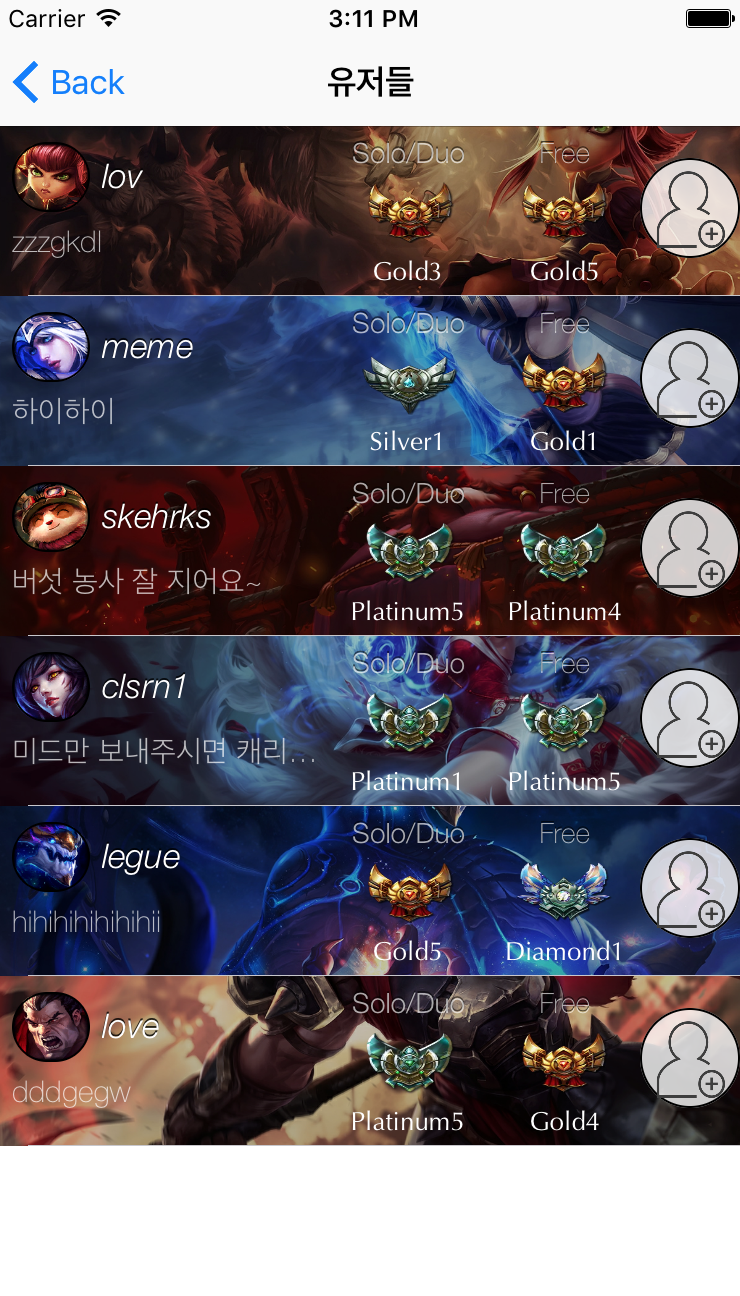 Carrier 3:11 PM
Back 유저들
lov Solo/Duo Free
zzzgkdl
Gold3 Gold5
meme Solo/Duo Free
하이하이
Silver1 Gold1
skehrks Solo/Duo Free
버섯 농사 잘 지어요~
Platinum5 Platinum4
clsrn1 Solo/Duo Free
미드만 보내주시면 캐리...
Platinum1 Platinum5
legue Solo/Duo Free
hihihihihihihii
Gold5 Diamond1
love Solo/Duo Free
dddgegw
Platinum5 Gold4